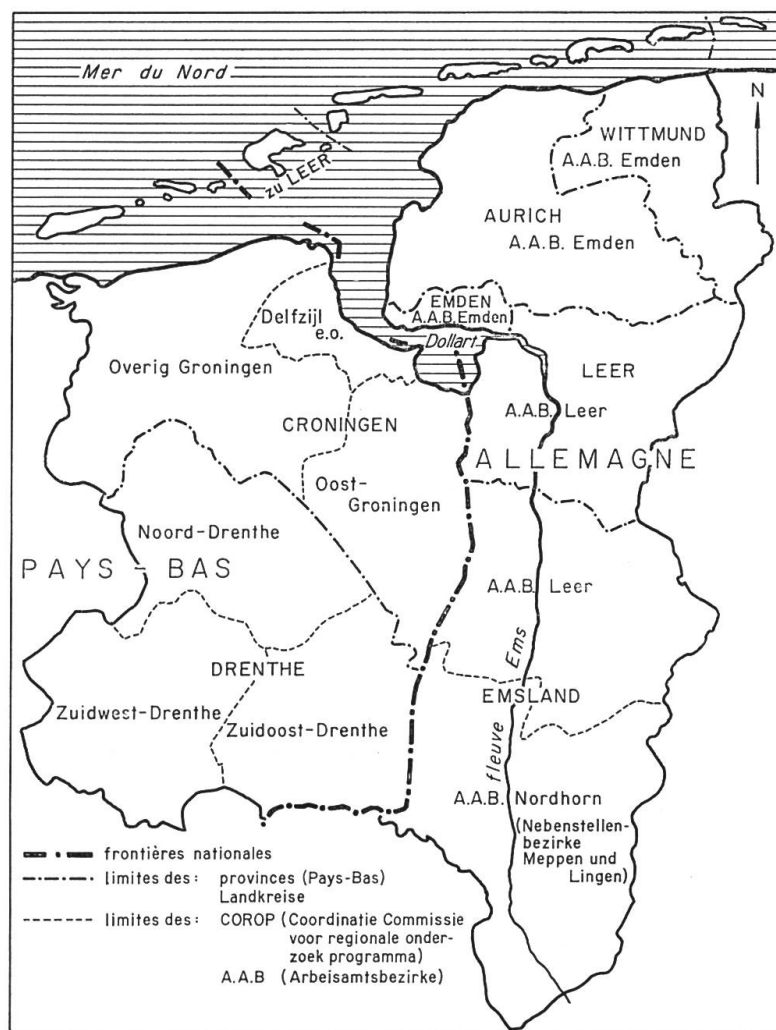 Mer du Nord
N
WITTMUND
A.A.B. Emden
zu LEER
AURICH
A.A.B. Emden
EMDEN
A.A.B. Emden
Delfzijl
e.o.
Dollart
Overig Groningen
LEER
A.A.B. Leer
CRONINGEN
ALLEMAGNE
Oost-
Groningen
Noord-Drenthe
PAYS-BAS
A.A.B. Leer
Ems
DRENTHE
EMSLAND
Zuidwest-Drenthe
Zuidoost-Drenthe
fleuve
A.A.B. Nordhorn
(Nebenstellen-
bezirke
Meppen und
Lingen)
frontières nationales
limites des: provinces (Pays-Bas)
Landkreise
limites des: COROP (Coordinatie Commissie
voor regionale onder-
zoek programma)
A.A.B (Arbeisamtsbezirke)